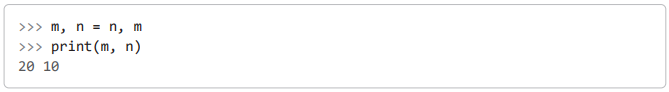 >>> m, n = n, m
>>> print(m, n)
20 10